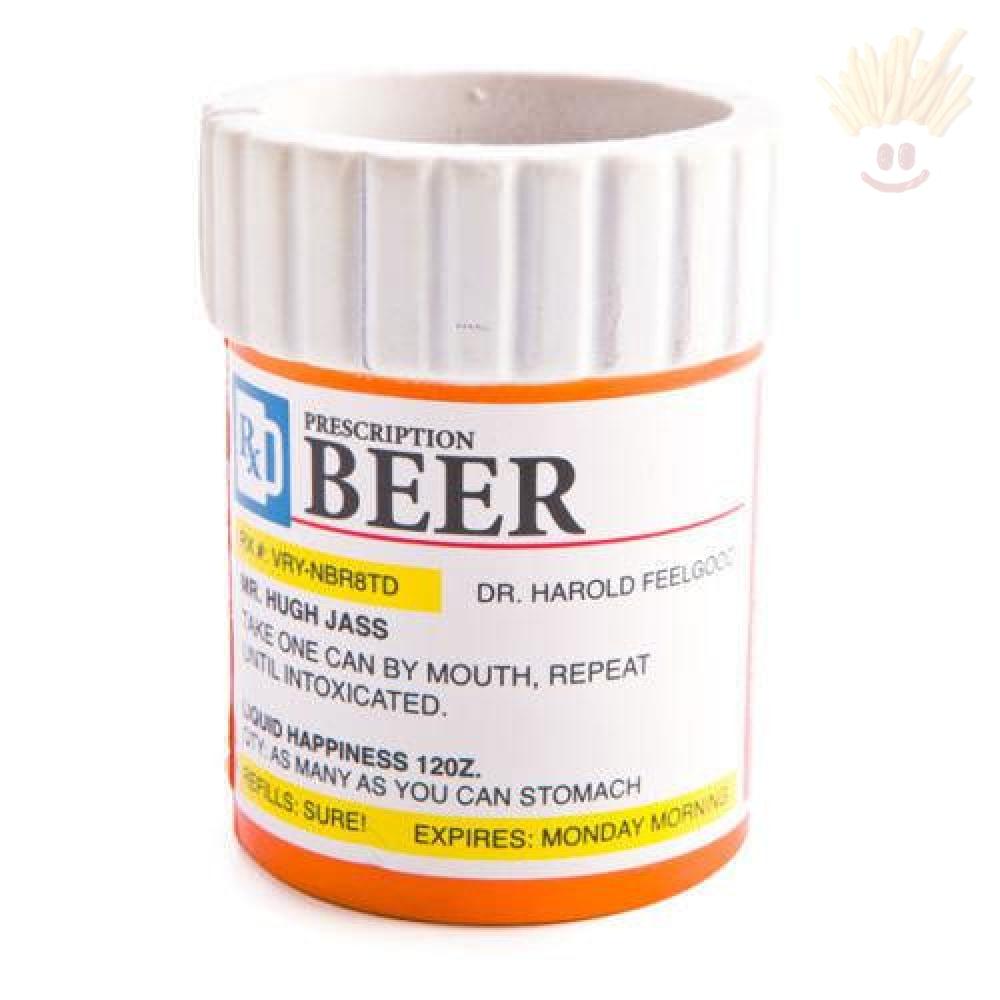 Rx
PRESCRIPTION
BEER
RX #: VRY-NBR8TD
DR. HAROLD FEELGOOD
MR. HUGH JASS
TAKE ONE CAN BY MOUTH, REPEAT
UNTIL INTOXICATED.
LIQUID HAPPINESS 12OZ.
QTY: AS MANY AS YOU CAN STOMACH
REFILLS: SURE!
EXPIRES: MONDAY MORNING